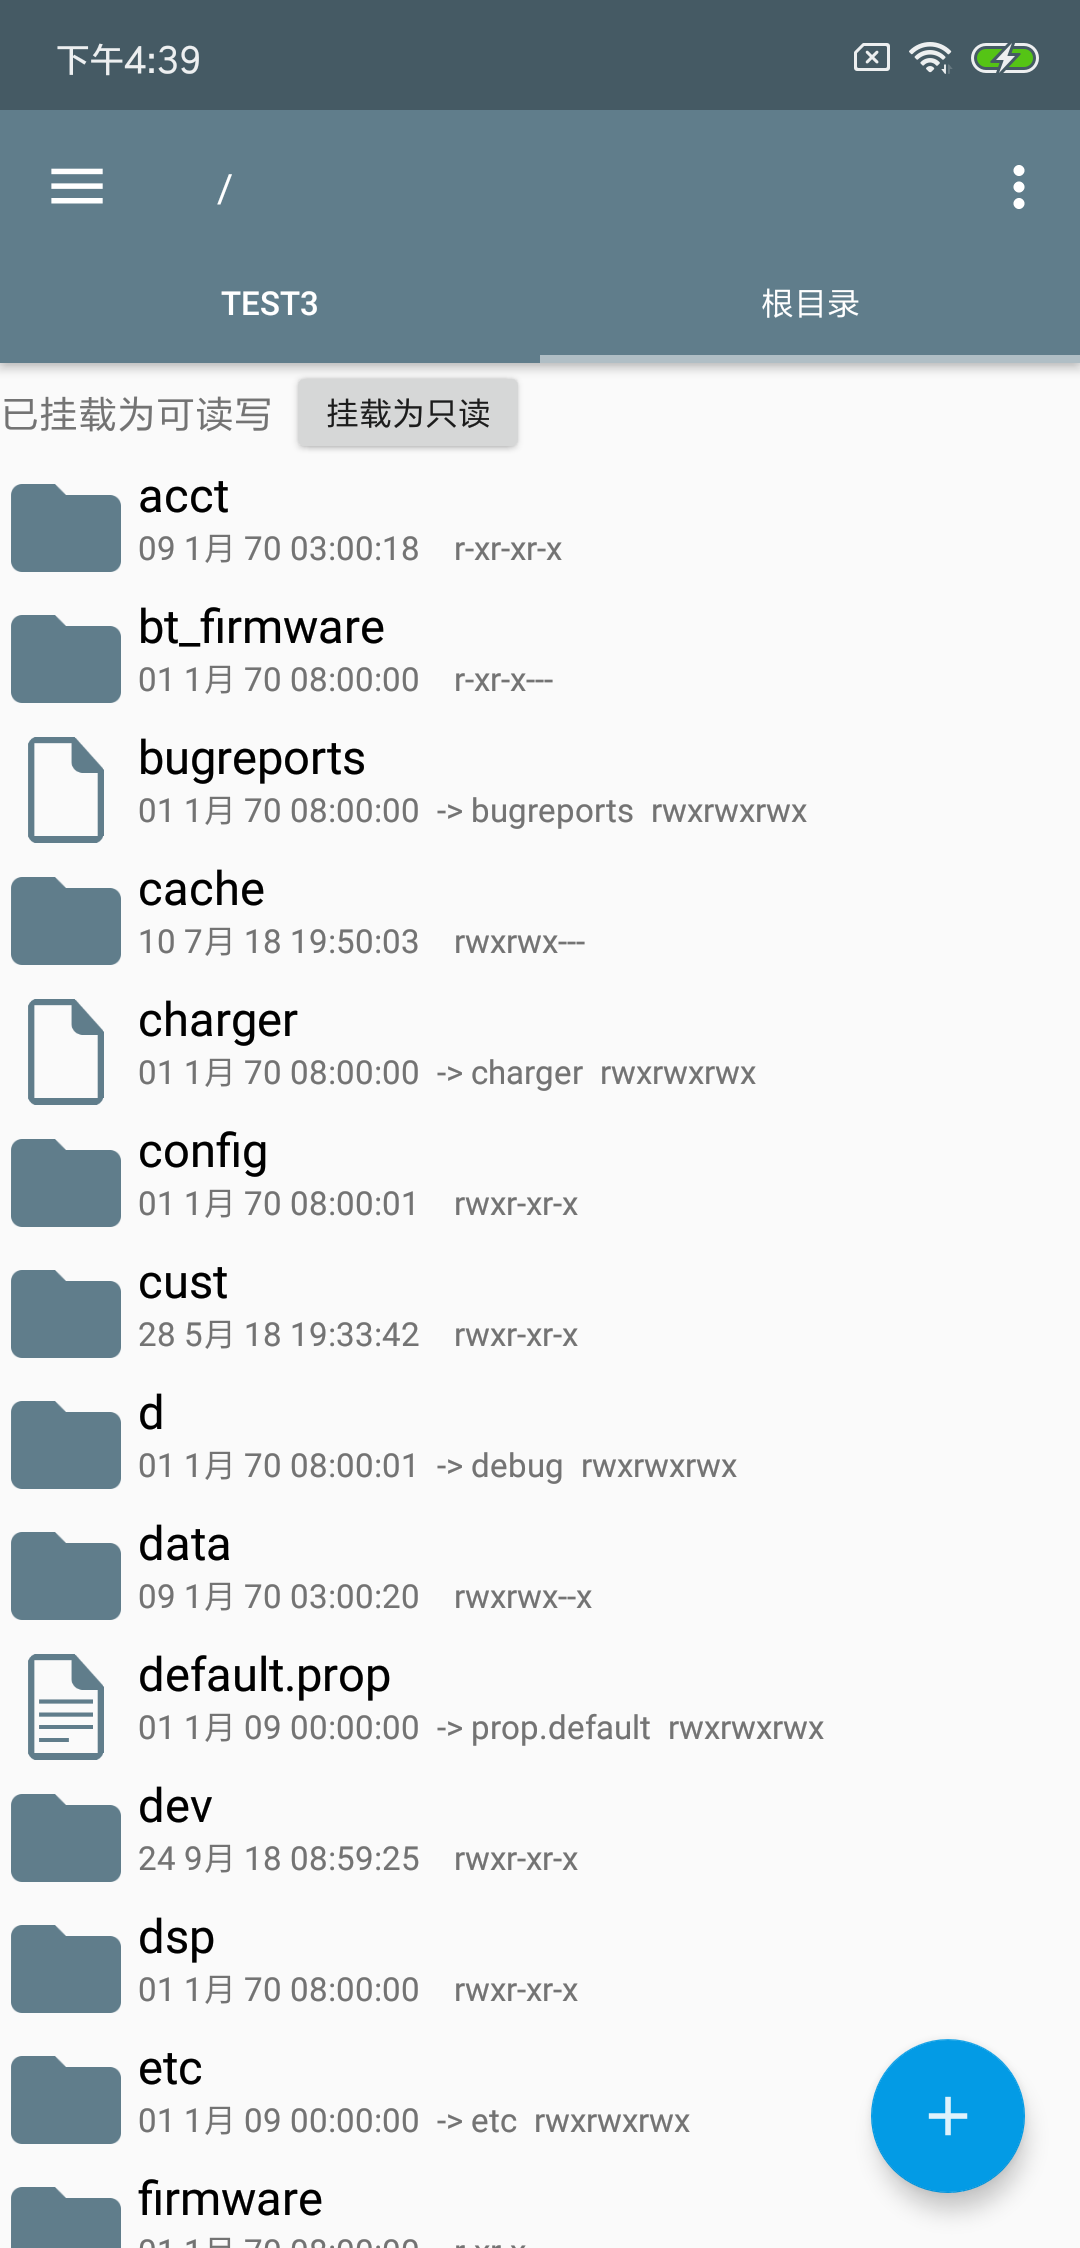 下午4:39
/
TEST3
根目录
已挂载为可读写 挂载为只读
acct
09 1月 70 03:00:18 r-xr-xr-x
bt_firmware
01 1月 70 08:00:00 r-xr-x---
bugreports
01 1月 70 08:00:00 -> bugreports rwxrwxrwx
cache
10 7月 18 19:50:03 rwxrwx---
charger
01 1月 70 08:00:00 -> charger rwxrwxrwx
config
01 1月 70 08:00:01 rwxr-xr-x
cust
28 5月 18 19:33:42 rwxr-xr-x
d
01 1月 70 08:00:01 -> debug rwxrwxrwx
data
09 1月 70 03:00:20 rwxrwx--x
default.prop
01 1月 09 00:00:00 -> prop.default rwxrwxrwx
dev
24 9月 18 08:59:25 rwxr-xr-x
dsp
01 1月 70 08:00:00 rwxr-xr-x
etc
01 1月 09 00:00:00 -> etc rwxrwxrwx
firmware